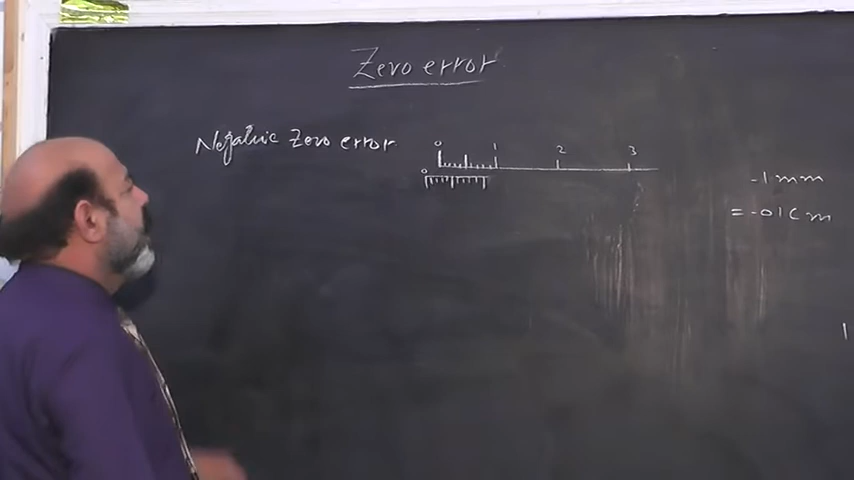 Zero error
Negative Zero error
0 1 2 3
0
-1 mm
= -01 cm